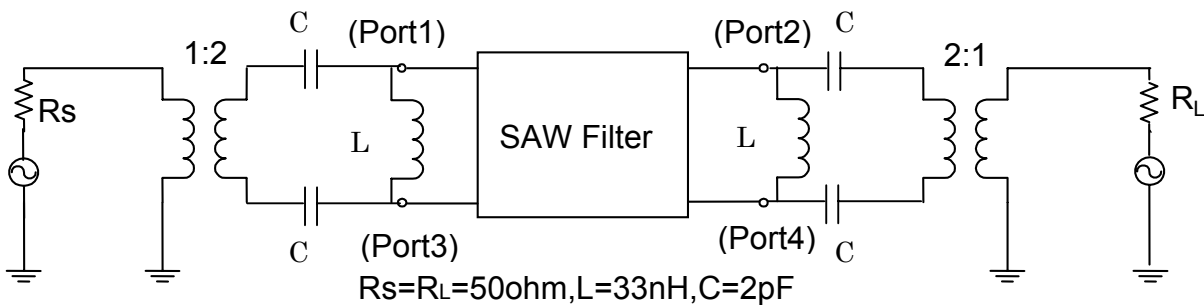 C (Port1) (Port2) C
1:2 2:1
Rs L SAW Filter L RL
C (Port3) (Port4) C
Rs=RL=50ohm,L=33nH,C=2pF